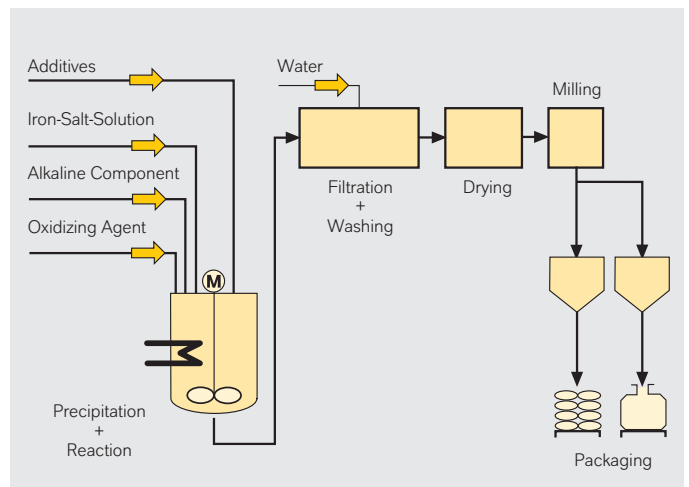 Additives
Iron-Salt-Solution
Alkaline Component
Oxidizing Agent
M
Precipitation
+
Reaction
Water
Filtration
+
Washing
Drying
Milling
Packaging